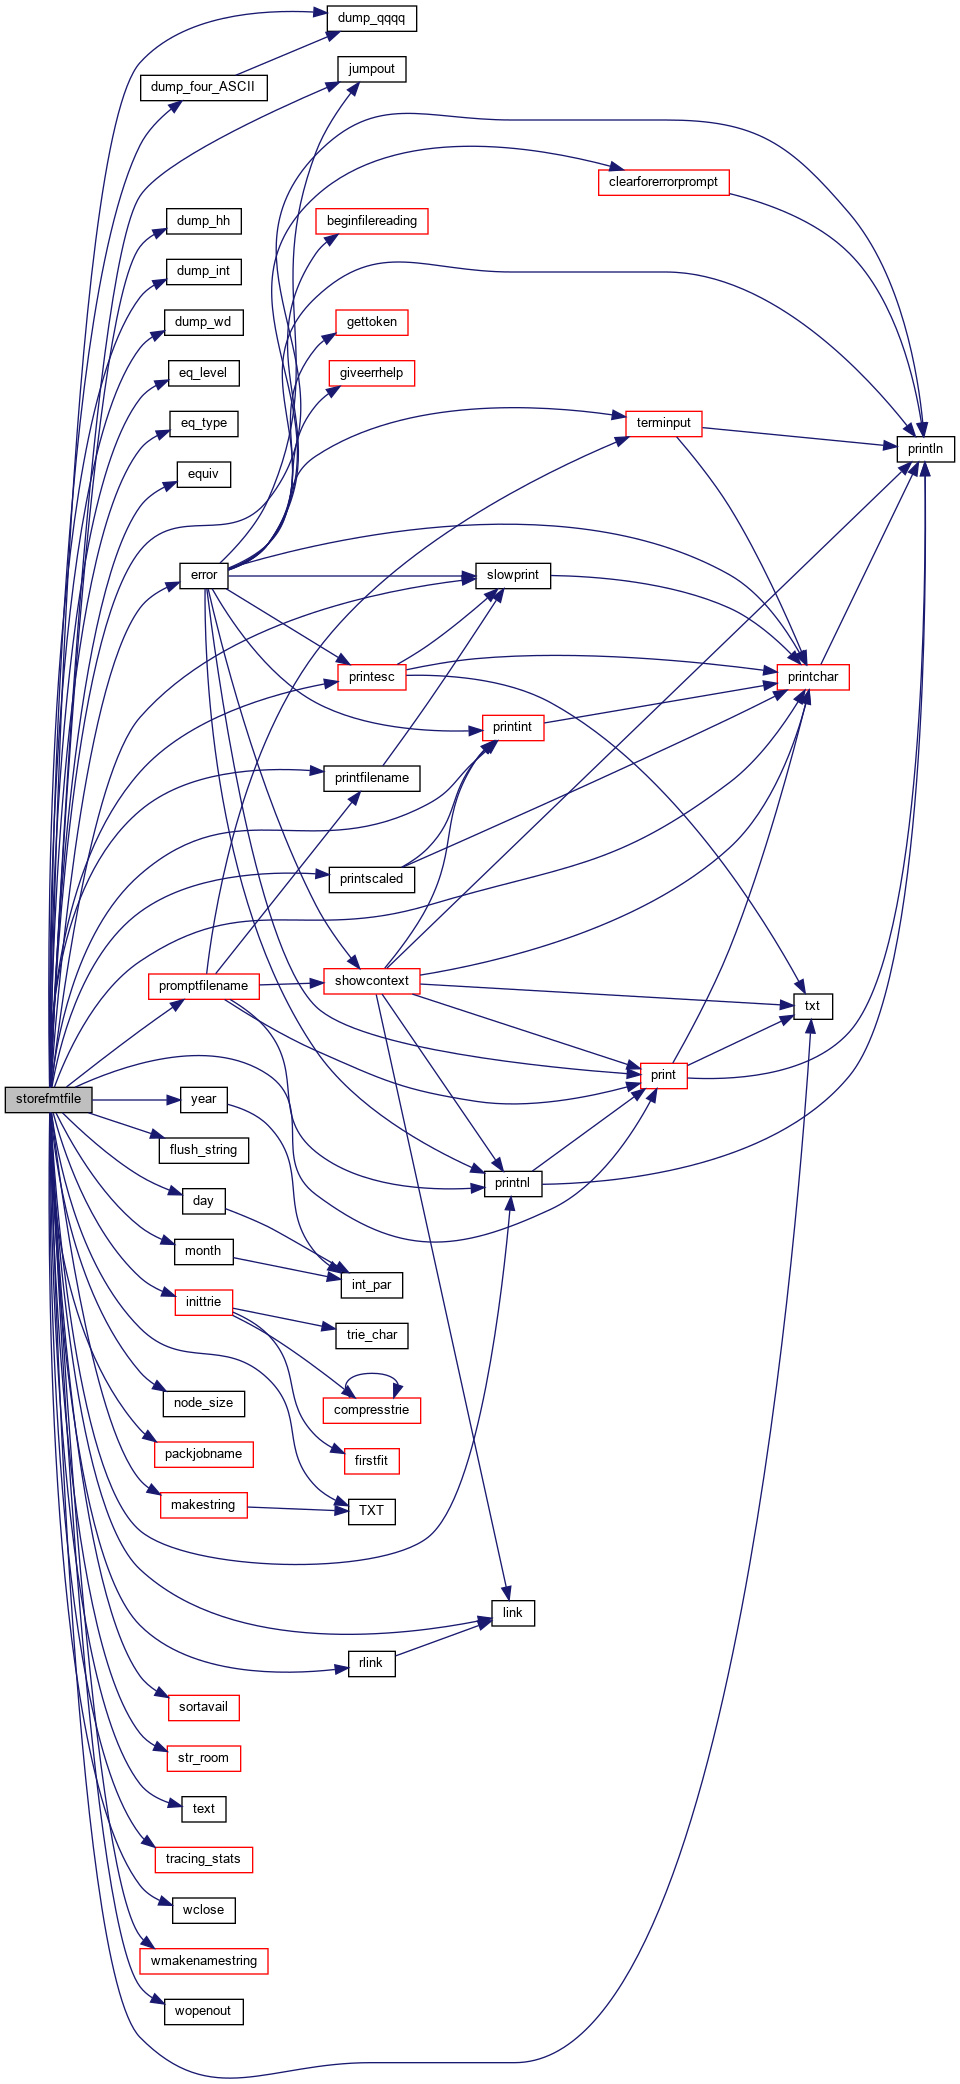 dump_qqqq
jumpout
dump_four_ASCII
clearforerrorprompt
dump_hh
beginfilereading
dump_int
dump_wd
gettoken
eq_level
giveerrhelp
eq_type
terminput
println
equiv
error
slowprint
printesc
printchar
printint
printfilename
printscaled
promptfilename
showcontext
txt
print
storefmtfile
year
flush_string
printnl
day
month
int_par
inittrie
trie_char
node_size
compresstrie
packjobname
firstfit
makestring
TXT
link
rlink
sortavail
str_room
text
tracing_stats
wclose
wmakenamestring
wopenout